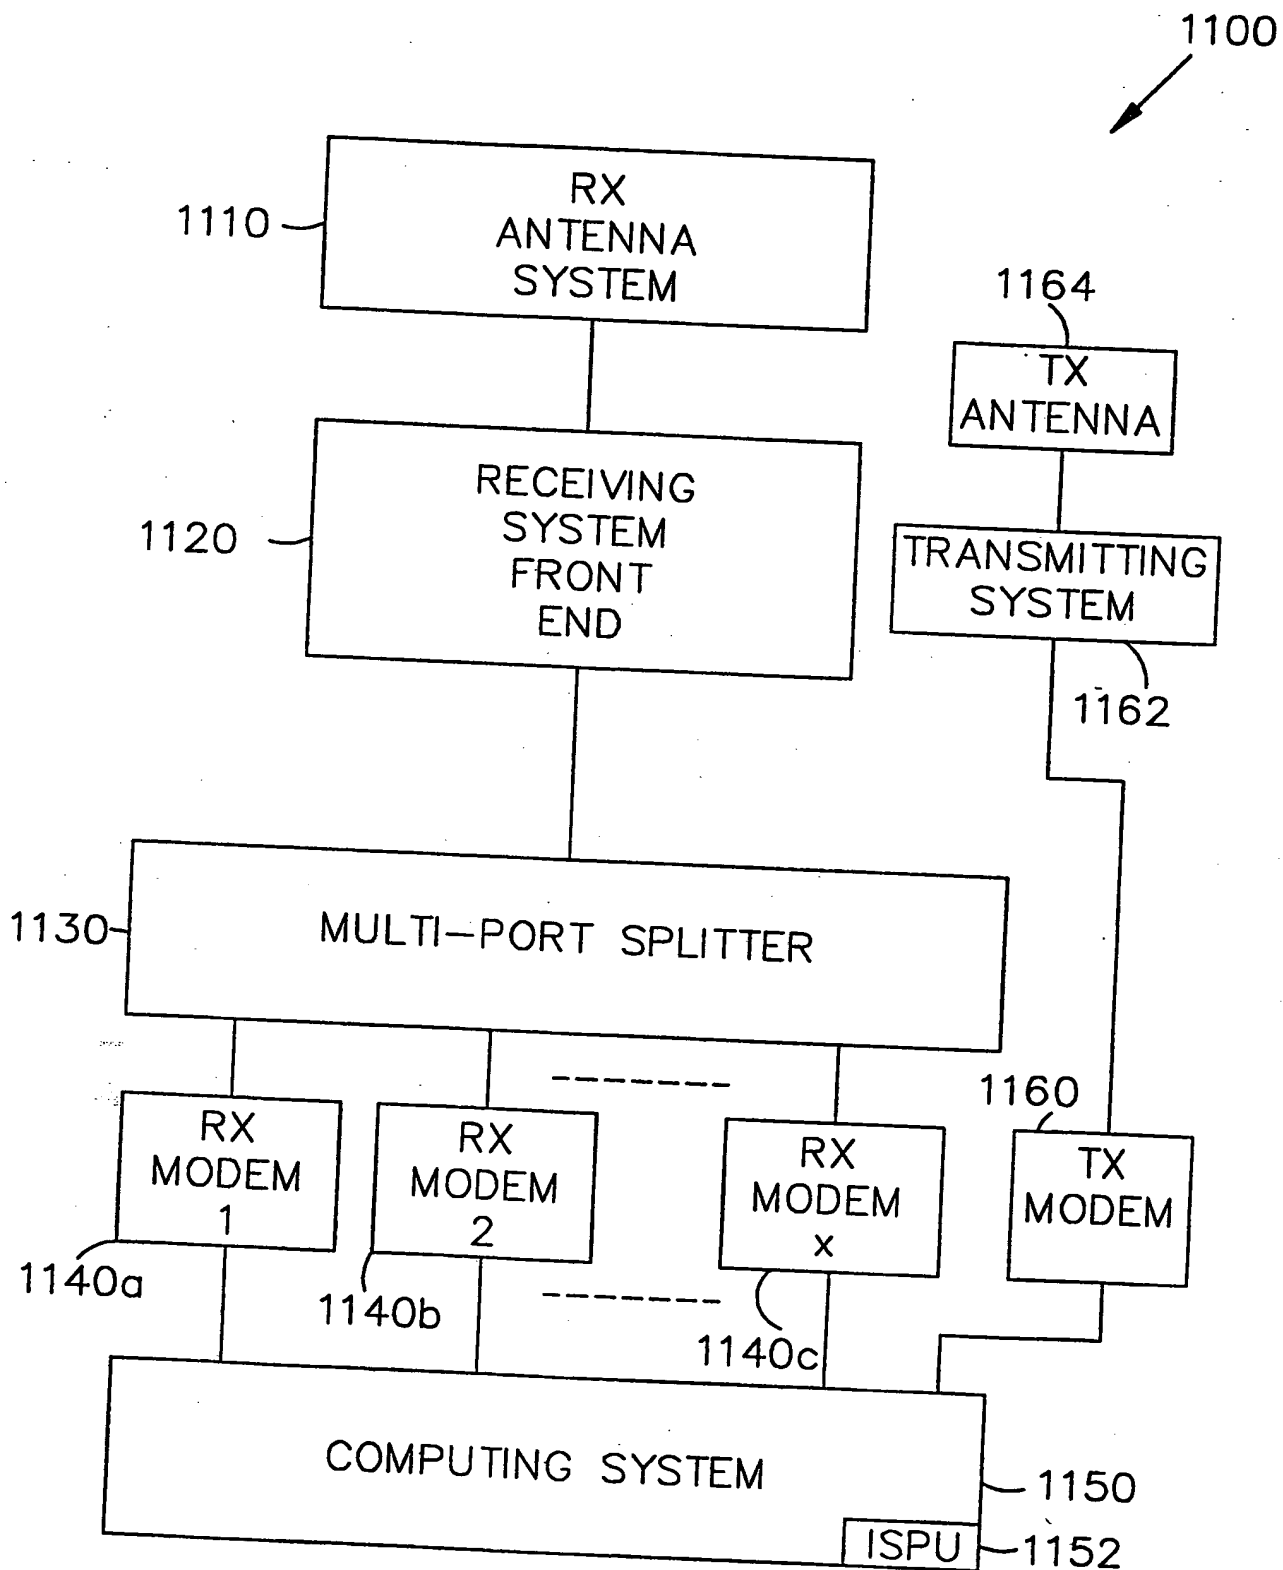 1100
RX
ANTENNA
SYSTEM
1110
1164
TX
ANTENNA
RECEIVING
SYSTEM
FRONT
END
1120
TRANSMITTING
SYSTEM
1162
MULTI-PORT SPLITTER
1130
1160
RX
MODEM
1
RX
MODEM
2
RX
MODEM
x
TX
MODEM
1140a
1140b
1140c
COMPUTING SYSTEM
1150
ISPU
1152